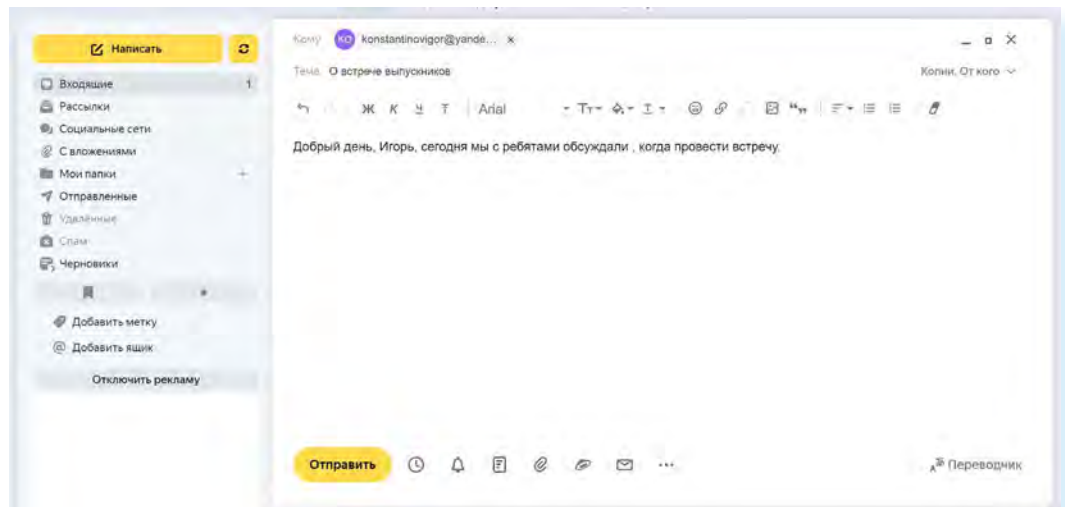 Написать
Входящие 1
Рассылки
Социальные сети
С вложениями
Мои папки +
Отправленные
Удалённые
Спам
Черновики
Добавить метку
Добавить ящик
Отключить рекламу
Кому KO konstantinovigor@yande... ×
Тема О встрече выпускников
Копии, От кого
Ж К Ч Т Arial
Добрый день, Игорь, сегодня мы с ребятами обсуждали , когда провести встречу.
Отправить
Переводчик